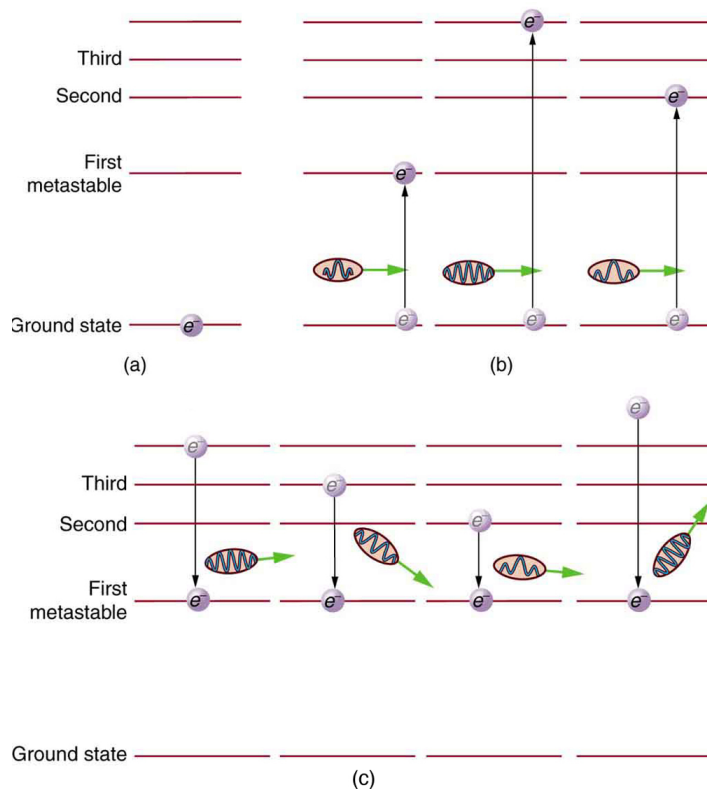 e⁻
Third
Second
e⁻
First
metastable
e⁻
Ground state
e⁻
e⁻
e⁻
e⁻
(a)
(b)
e⁻
e⁻
Third
e⁻
Second
e⁻
First
metastable
e⁻
e⁻
e⁻
e⁻
Ground state
(c)